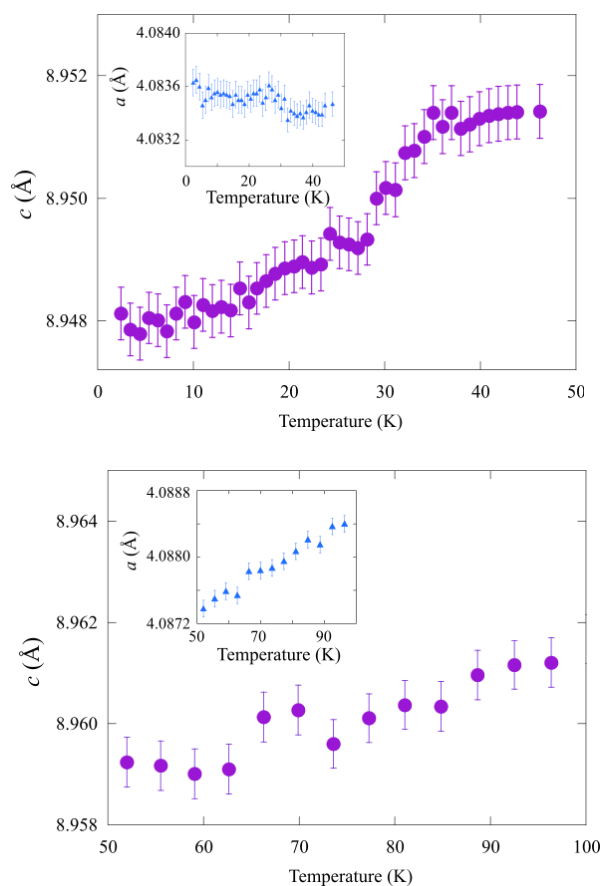 4.0840
4.0836
4.0832
a (Å)
0 20 40
Temperature (K)
8.952
8.950
8.948
c (Å)
0 10 20 30 40 50
Temperature (K)
4.0888
4.0880
4.0872
a (Å)
50 70 90
Temperature (K)
8.964
8.962
8.960
8.958
c (Å)
50 60 70 80 90 100
Temperature (K)